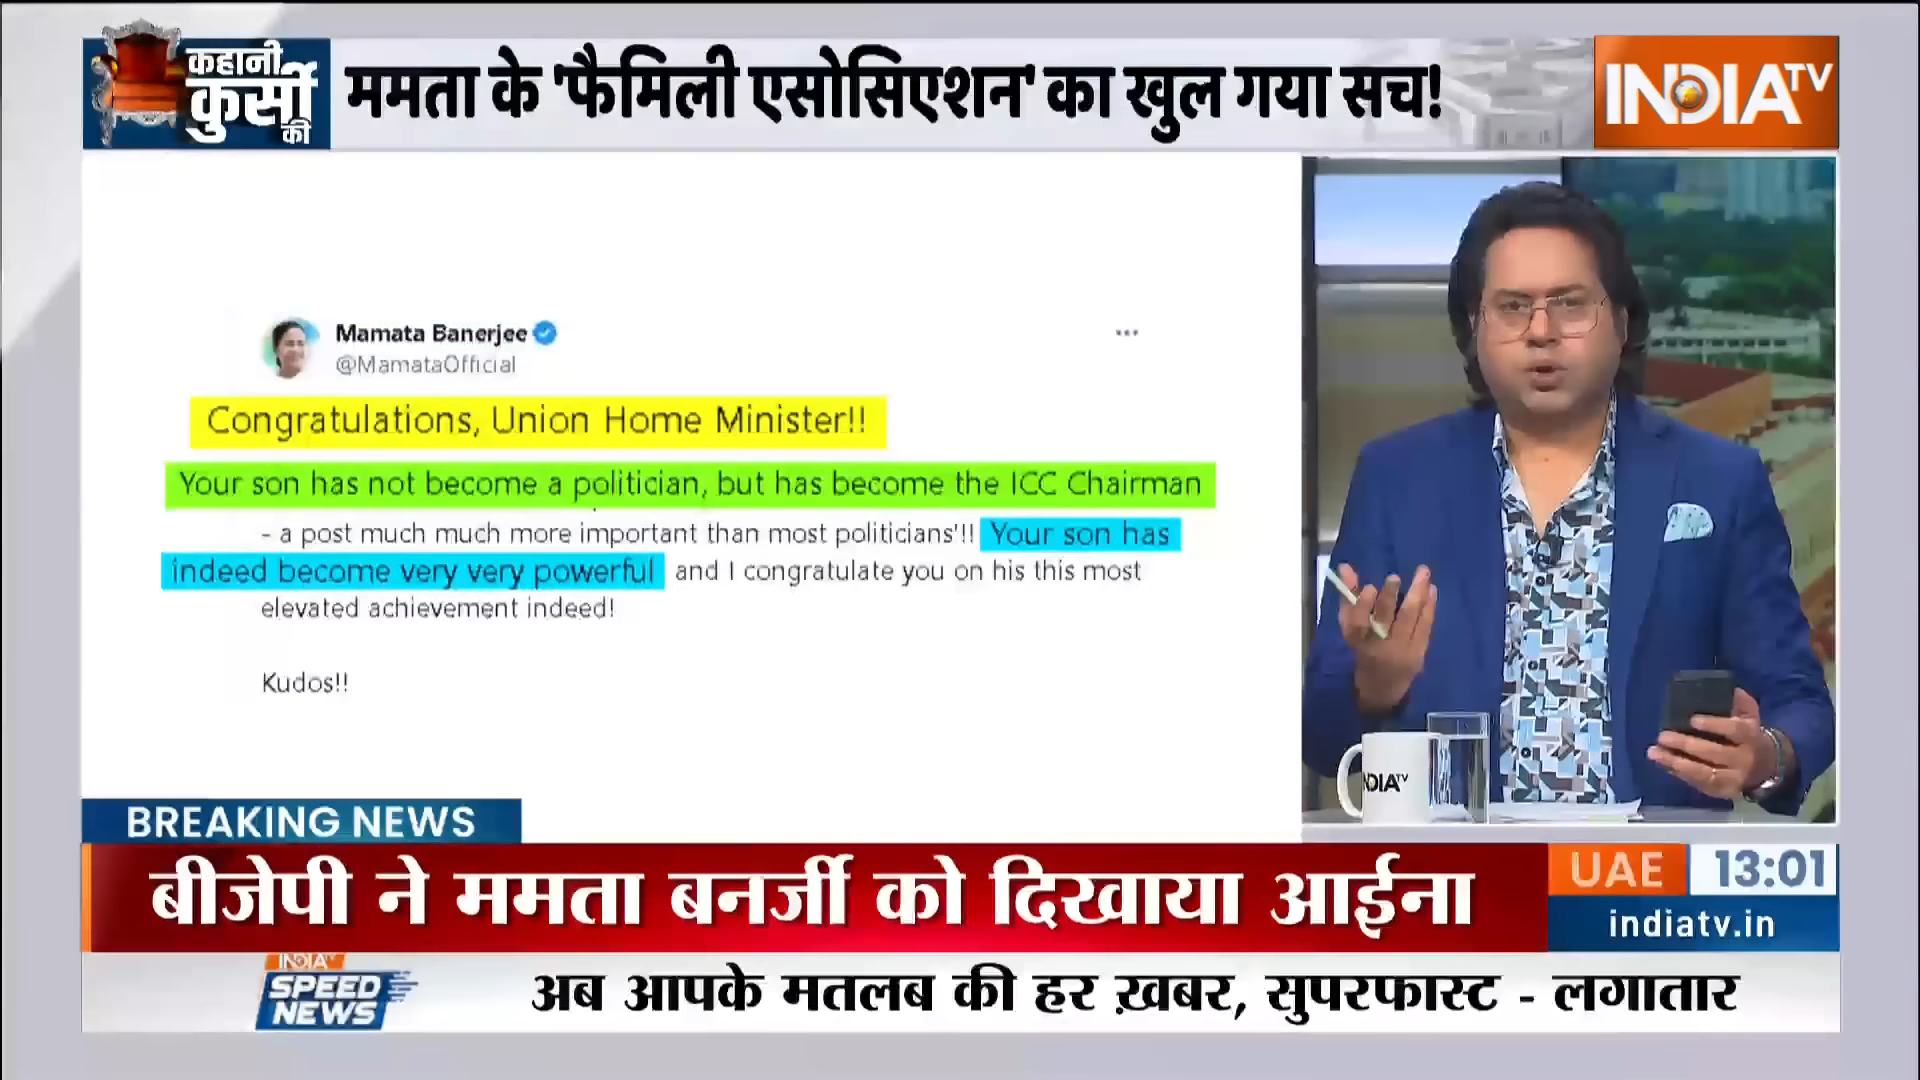 कहानी
कुर्सी
की
ममता के 'फैमिली एसोसिएशन' का खुल गया सच!
INDIA TV
Mamata Banerjee
@MamataOfficial
Congratulations, Union Home Minister!!
Your son has not become a politician, but has become the ICC Chairman
- a post much much more important than most politicians'!! Your son has
indeed become very very powerful and I congratulate you on his this most
elevated achievement indeed!
Kudos!!
INDIA TV
BREAKING NEWS
बीजेपी ने ममता बनर्जी को दिखाया आईना
UAE 13:01
indiatv.in
INDIA TV
SPEED
NEWS
अब आपके मतलब की हर ख़बर, सुपरफास्ट - लगातार